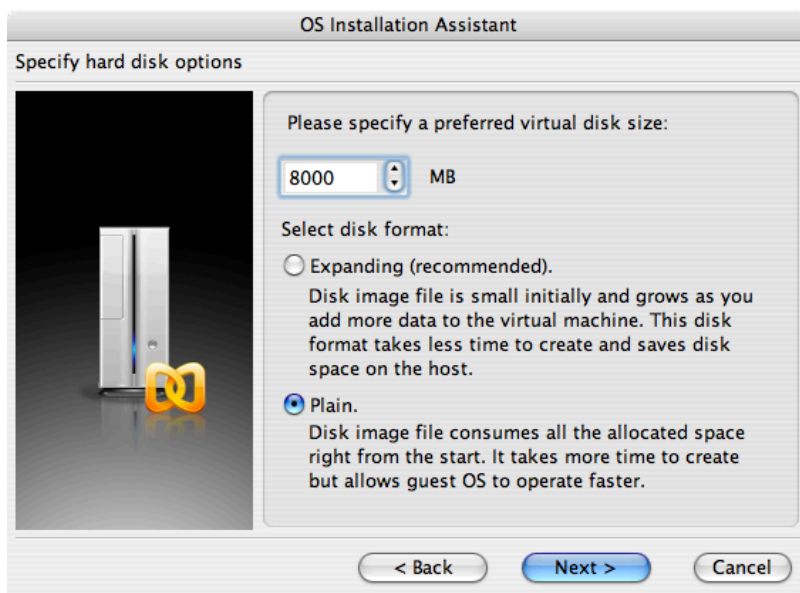 OS Installation Assistant
Specify hard disk options
Please specify a preferred virtual disk size:
8000 MB
Select disk format:
Expanding (recommended).
Disk image file is small initially and grows as you
add more data to the virtual machine. This disk
format takes less time to create and saves disk
space on the host.
Plain.
Disk image file consumes all the allocated space
right from the start. It takes more time to create
but allows guest OS to operate faster.
< Back Next > Cancel